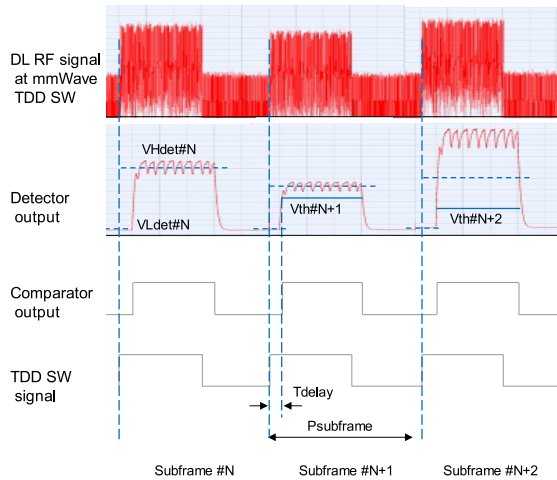 DL RF signal
at mmWave
TDD SW
VHdet#N
Detector
output
VLdet#N
Vth#N+1
Vth#N+2
Comparator
output
TDD SW
signal
Tdelay
Psubframe
Subframe #N
Subframe #N+1
Subframe #N+2